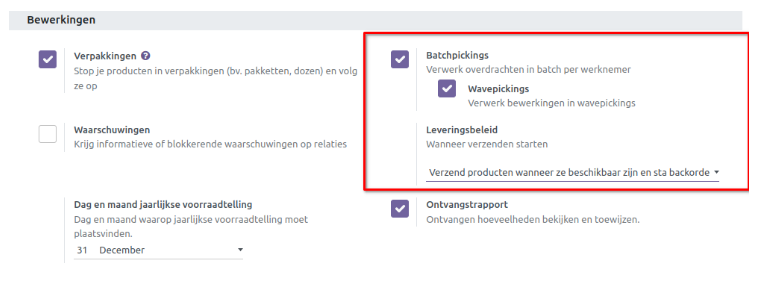 Bewerkingen
Verpakkingen
Stop je producten in verpakkingen (bv. pakketten, dozen) en volg
ze op
Batchpickings
Verwerk overdrachten in batch per werknemer
Wavepickings
Verwerk bewerkingen in wavepickings
Waarschuwingen
Krijg informatieve of blokkerende waarschuwingen op relaties
Leveringsbeleid
Wanneer verzenden starten
Verzend producten wanneer ze beschikbaar zijn en sta backorde
Dag en maand jaarlijkse voorraadtelling
Dag en maand waarop jaarlijkse voorraadtelling moet
plaatsvinden.
31 December
Ontvangstrapport
Ontvangen hoeveelheden bekijken en toewijzen.